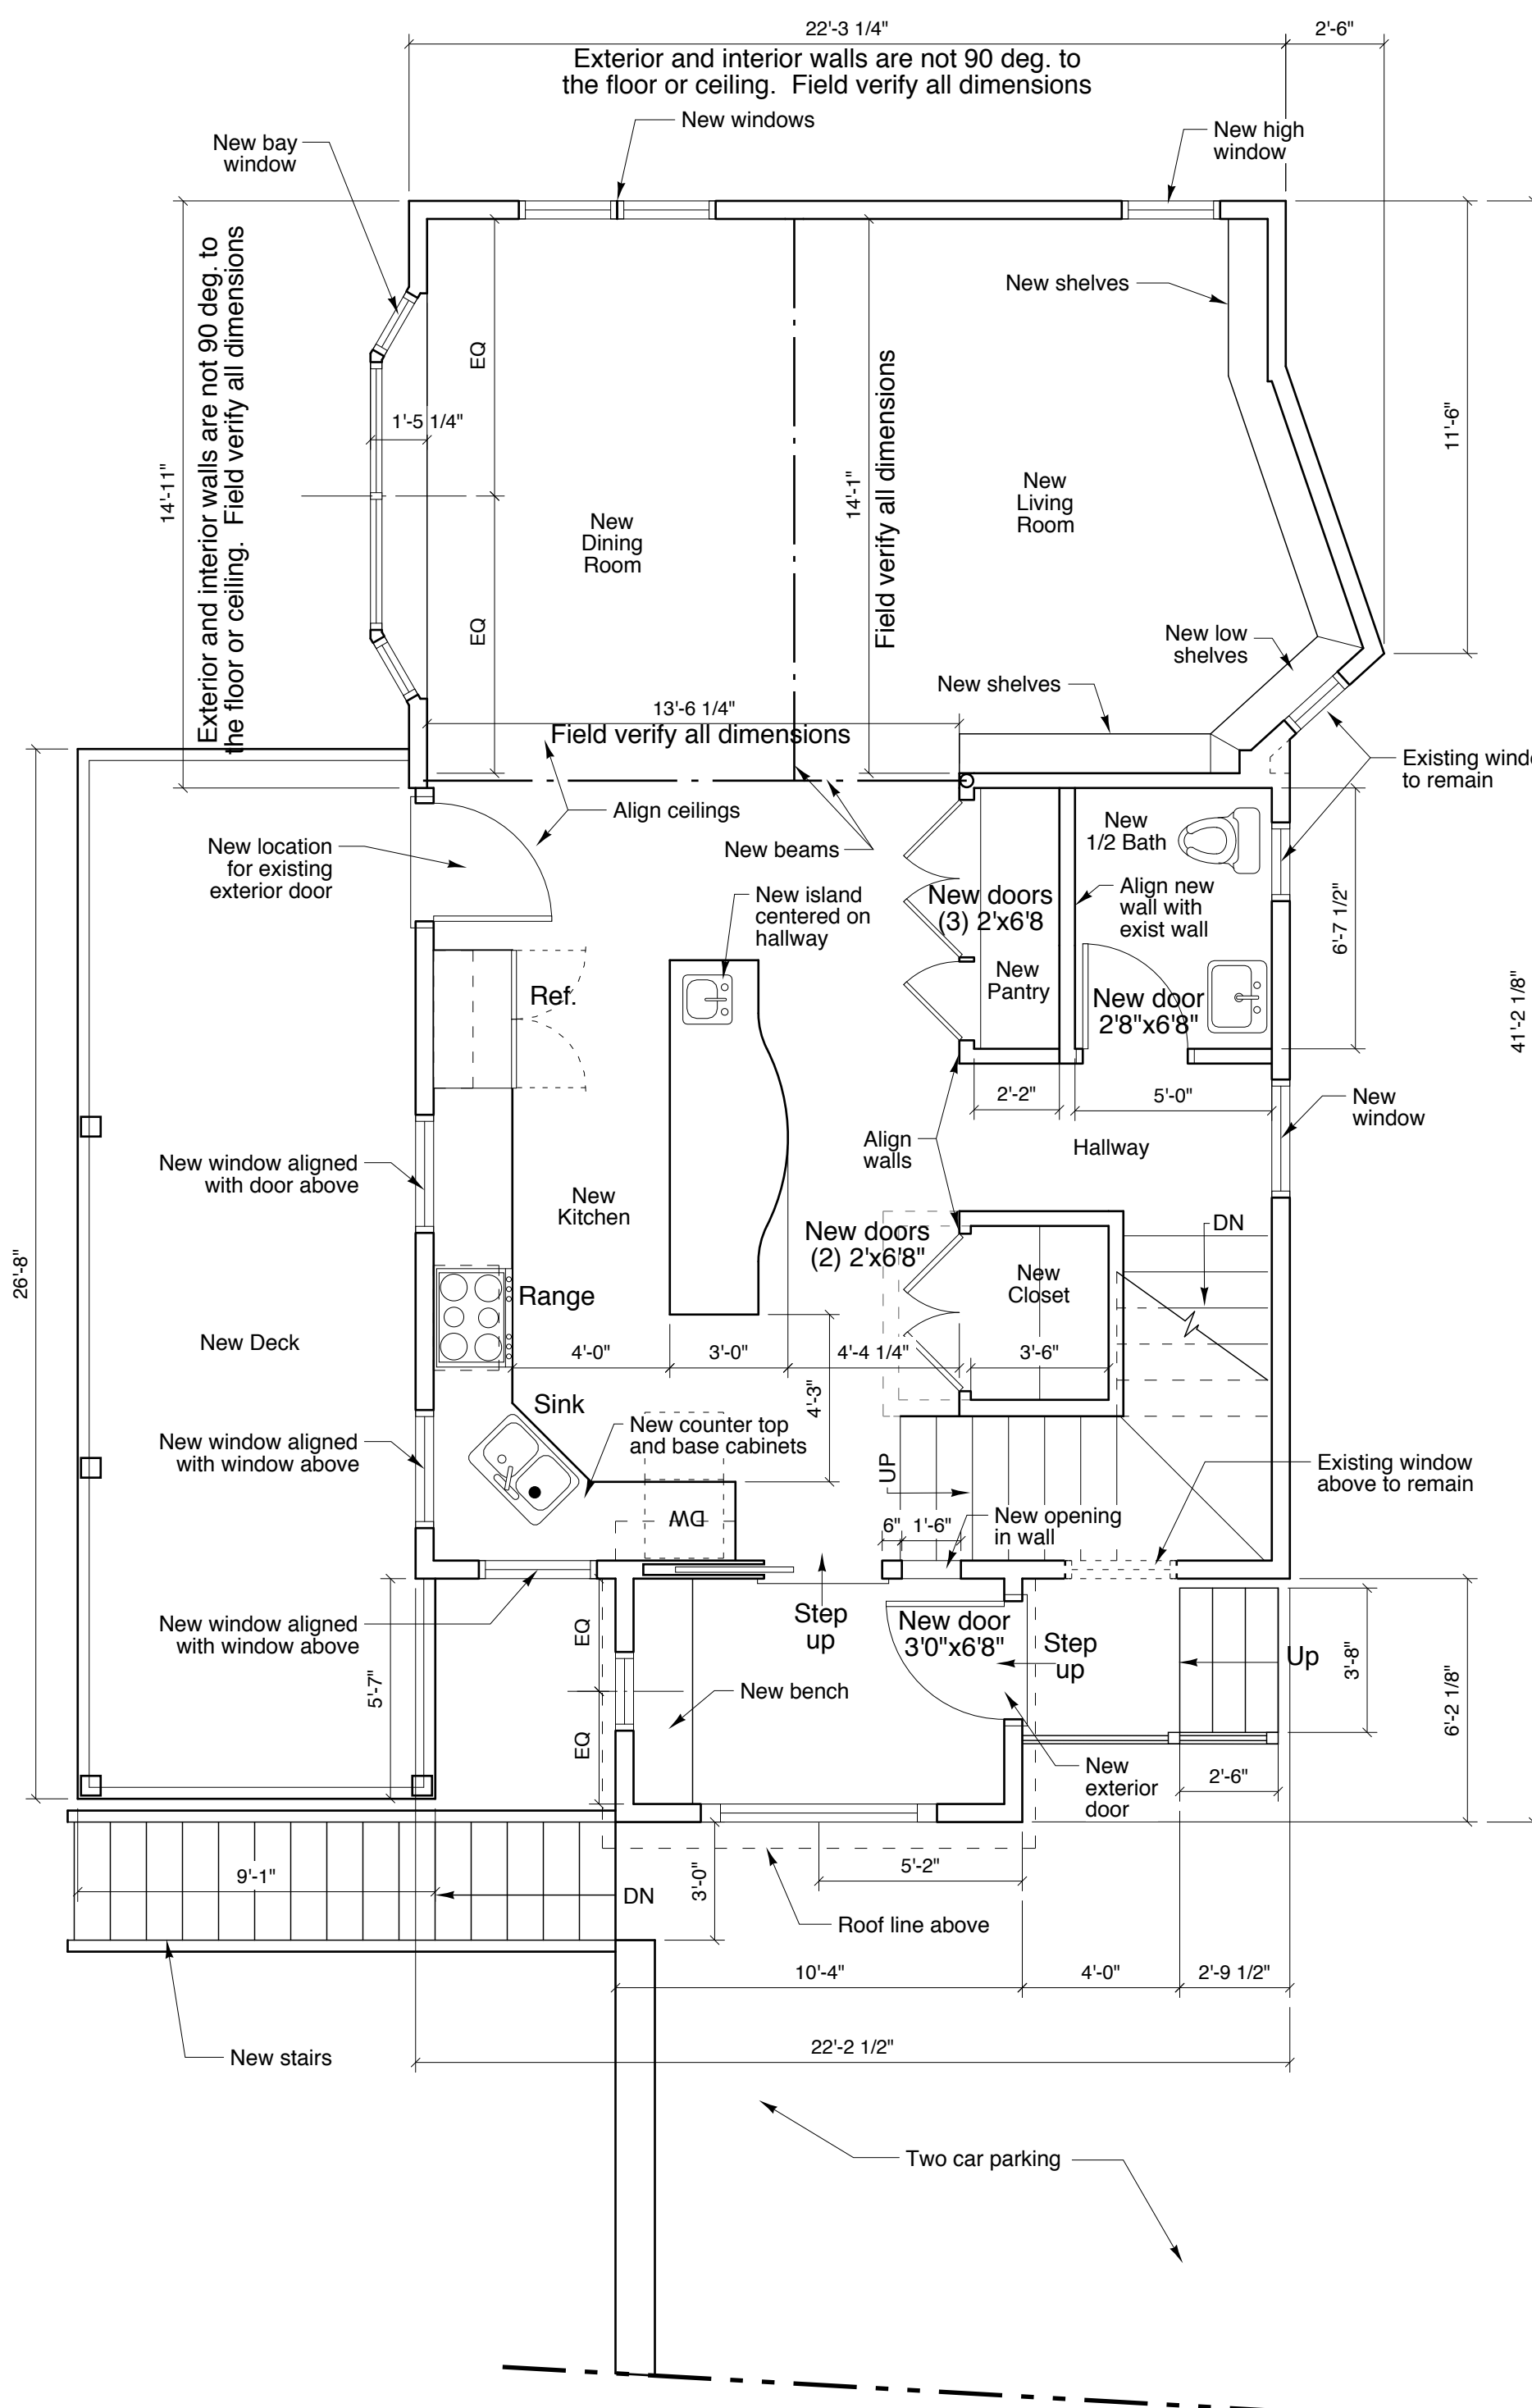 22'-3 1/4"
2'-6"
Exterior and interior walls are not 90 deg. to
the floor or ceiling. Field verify all dimensions
New windows
New high
window
New bay
window
Exterior and interior walls are not 90 deg. to
the floor or ceiling. Field verify all dimensions
14'-11"
EQ
1'-5 1/4"
EQ
New
Dining
Room
14'-1"
Field verify all dimensions
New shelves
New
Living
Room
11'-6"
New low
shelves
New shelves
13'-6 1/4"
Field verify all dimensions
Existing
to remain
Align ceilings
New beams
New location
for existing
exterior door
New island
centered on
hallway
New doors
(3) 2'x6'8
New
1/2 Bath
Align new
wall with
exist wall
6'-7 1/2"
41'-2 1/8"
Ref.
New
Pantry
New door
2'8"x6'8"
2'-2"
5'-0"
New
window
Align
walls
Hallway
New window aligned
with door above
New
Kitchen
New doors
(2) 2'x6'8"
DN
26'-8"
Range
New
Closet
New Deck
4'-0"
3'-0"
4'-4 1/4"
3'-6"
4'-3"
Sink
New counter top
and base cabinets
New window aligned
with window above
UP
Existing window
above to remain
DW
6"
1'-6"
New opening
in wall
New window aligned
with window above
EQ
Step
up
New door
3'0"x6'8"
Step
up
Up
3'-8"
5'-7"
New bench
6'-2 1/8"
EQ
New
exterior
door
2'-6"
9'-1"
DN
3'-0"
5'-2"
Roof line above
10'-4"
4'-0"
2'-9 1/2"
22'-2 1/2"
New stairs
Two car parking